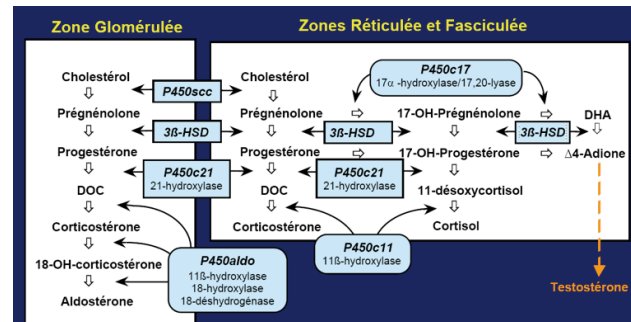 Zone Glomérulée
Zones Réticulée et Fasciculée
Cholestérol
P450scc
Cholestérol
P450c17
17α -hydroxylase/17,20-lyase
Prégnénolone
3ß-HSD
Prégnénolone
3ß-HSD
17-OH-Prégnénolone
3ß-HSD
DHA
Progestérone
P450c21
21-hydroxylase
Progestérone
P450c21
21-hydroxylase
17-OH-Progestérone
Δ4-Adione
DOC
DOC
11-désoxycortisol
Corticostérone
Corticostérone
P450c11
11ß-hydroxylase
Cortisol
18-OH-corticostérone
P450aldo
11ß-hydroxylase
18-hydroxylase
18-déshydrogénase
Aldostérone
Testostérone